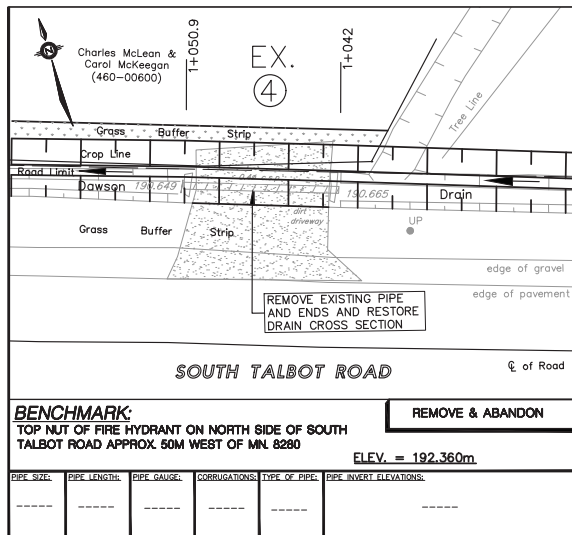 N
Charles McLean &
Carol McKeegan
(460-00600)
1+050.9
EX.
4
1+042
Tree Line
Grass Buffer Strip
Crop Line
Road Limit
Dawson 190.649 190.665 Drain
dirt
driveway
UP
Grass Buffer Strip
edge of gravel
edge of pavement
REMOVE EXISTING PIPE
AND ENDS AND RESTORE
DRAIN CROSS SECTION
SOUTH TALBOT ROAD
℄ of Road
BENCHMARK:
TOP NUT OF FIRE HYDRANT ON NORTH SIDE OF SOUTH
TALBOT ROAD APPROX. 50M WEST OF MN. 8280
REMOVE & ABANDON
ELEV. = 192.360m
PIPE SIZE: PIPE LENGTH: PIPE GAUGE: CORRUGATIONS: TYPE OF PIPE: PIPE INVERT ELEVATIONS:
----- ----- ----- ----- ----- -----